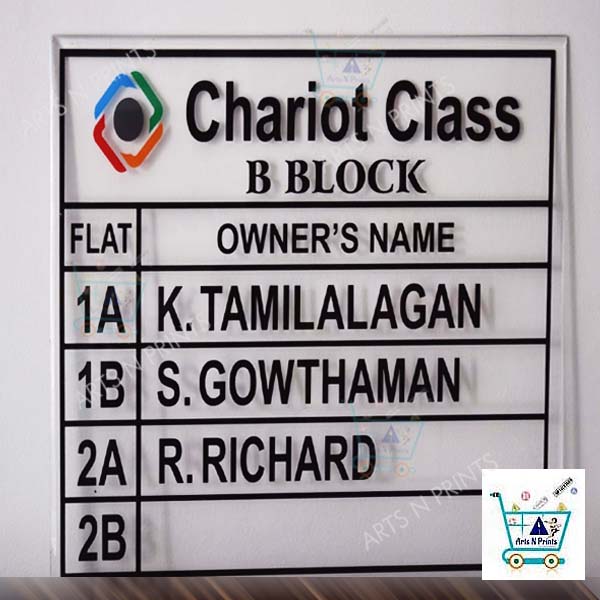 Chariot Class
B BLOCK
FLAT OWNER'S NAME
1A K. TAMILALAGAN
1B S. GOWTHAMAN
2A R. RICHARD
2B
ARTS N PRINTS
Arts N Prints